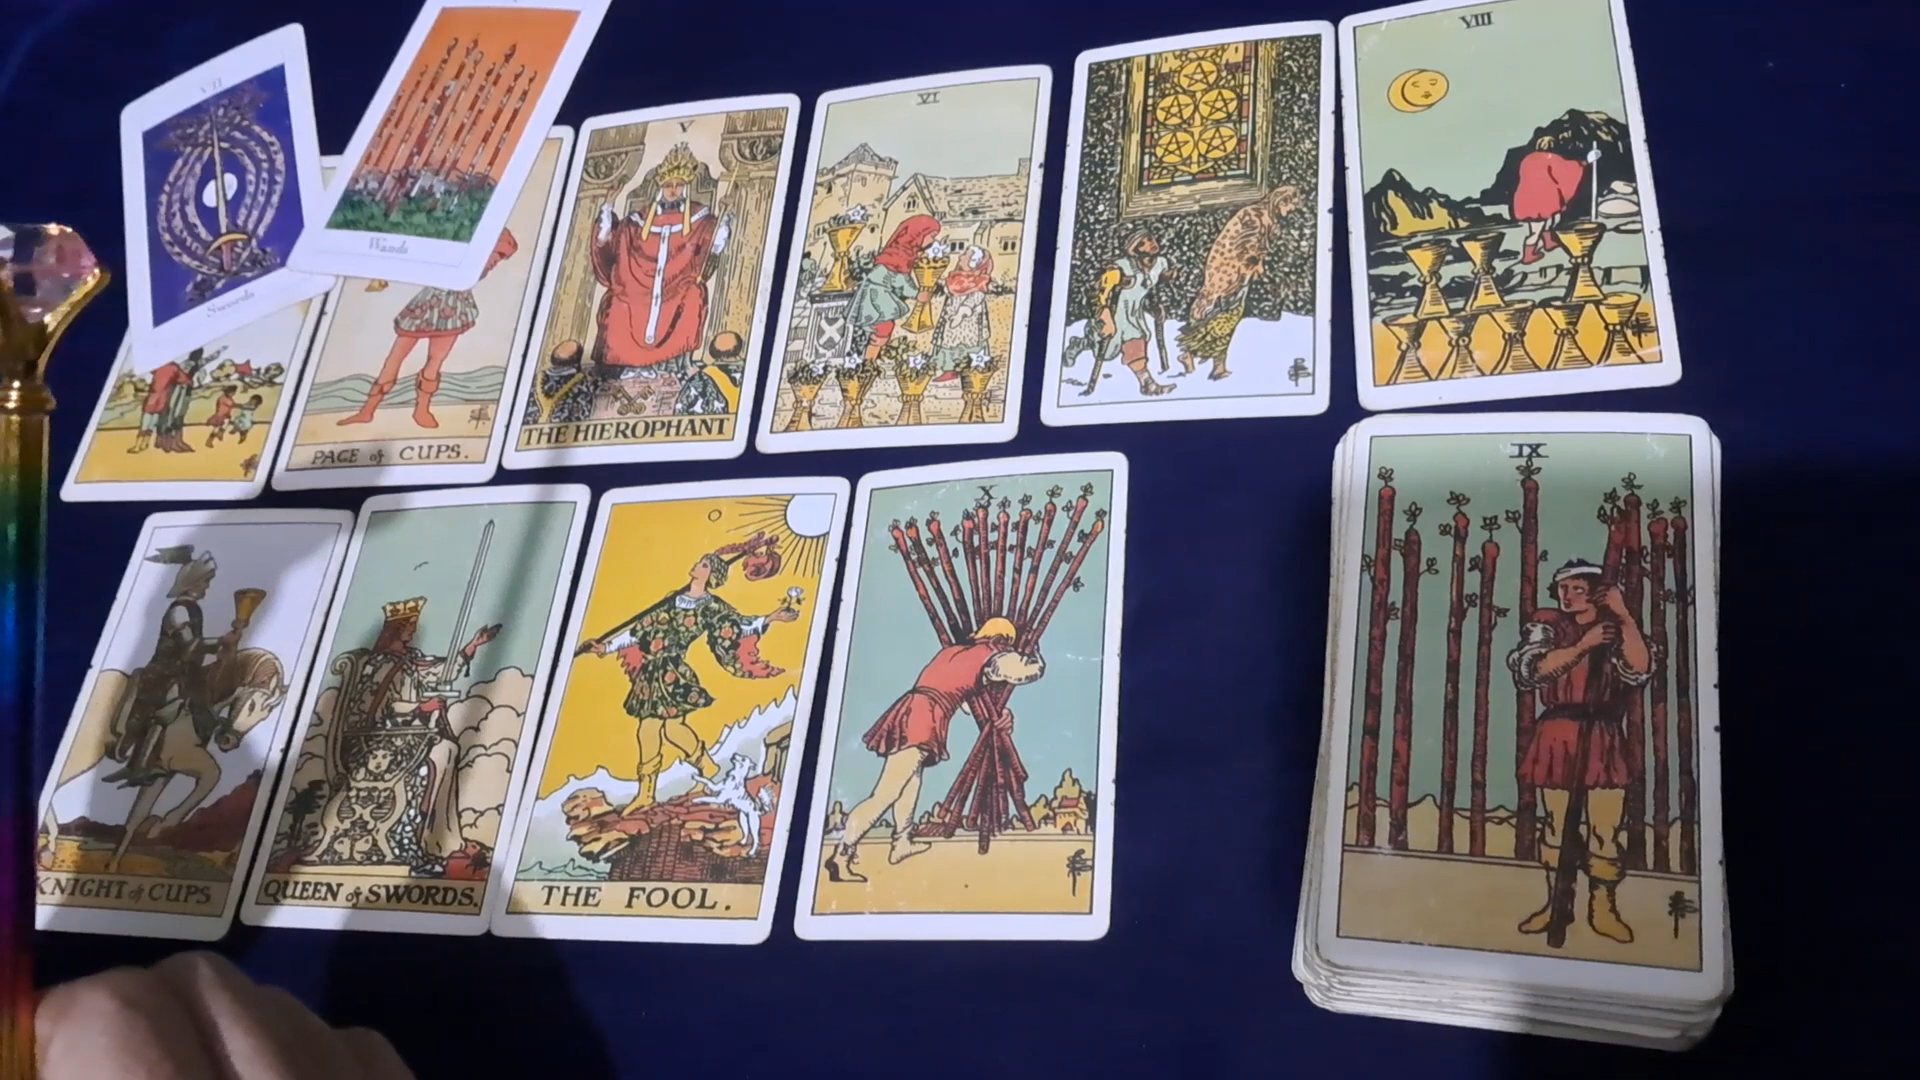 VIII
VII
V
VI
Wands
Swords
PAGE of CUPS.
THE HIEROPHANT
IX
X
KNIGHT of CUPS
QUEEN of SWORDS.
THE FOOL.